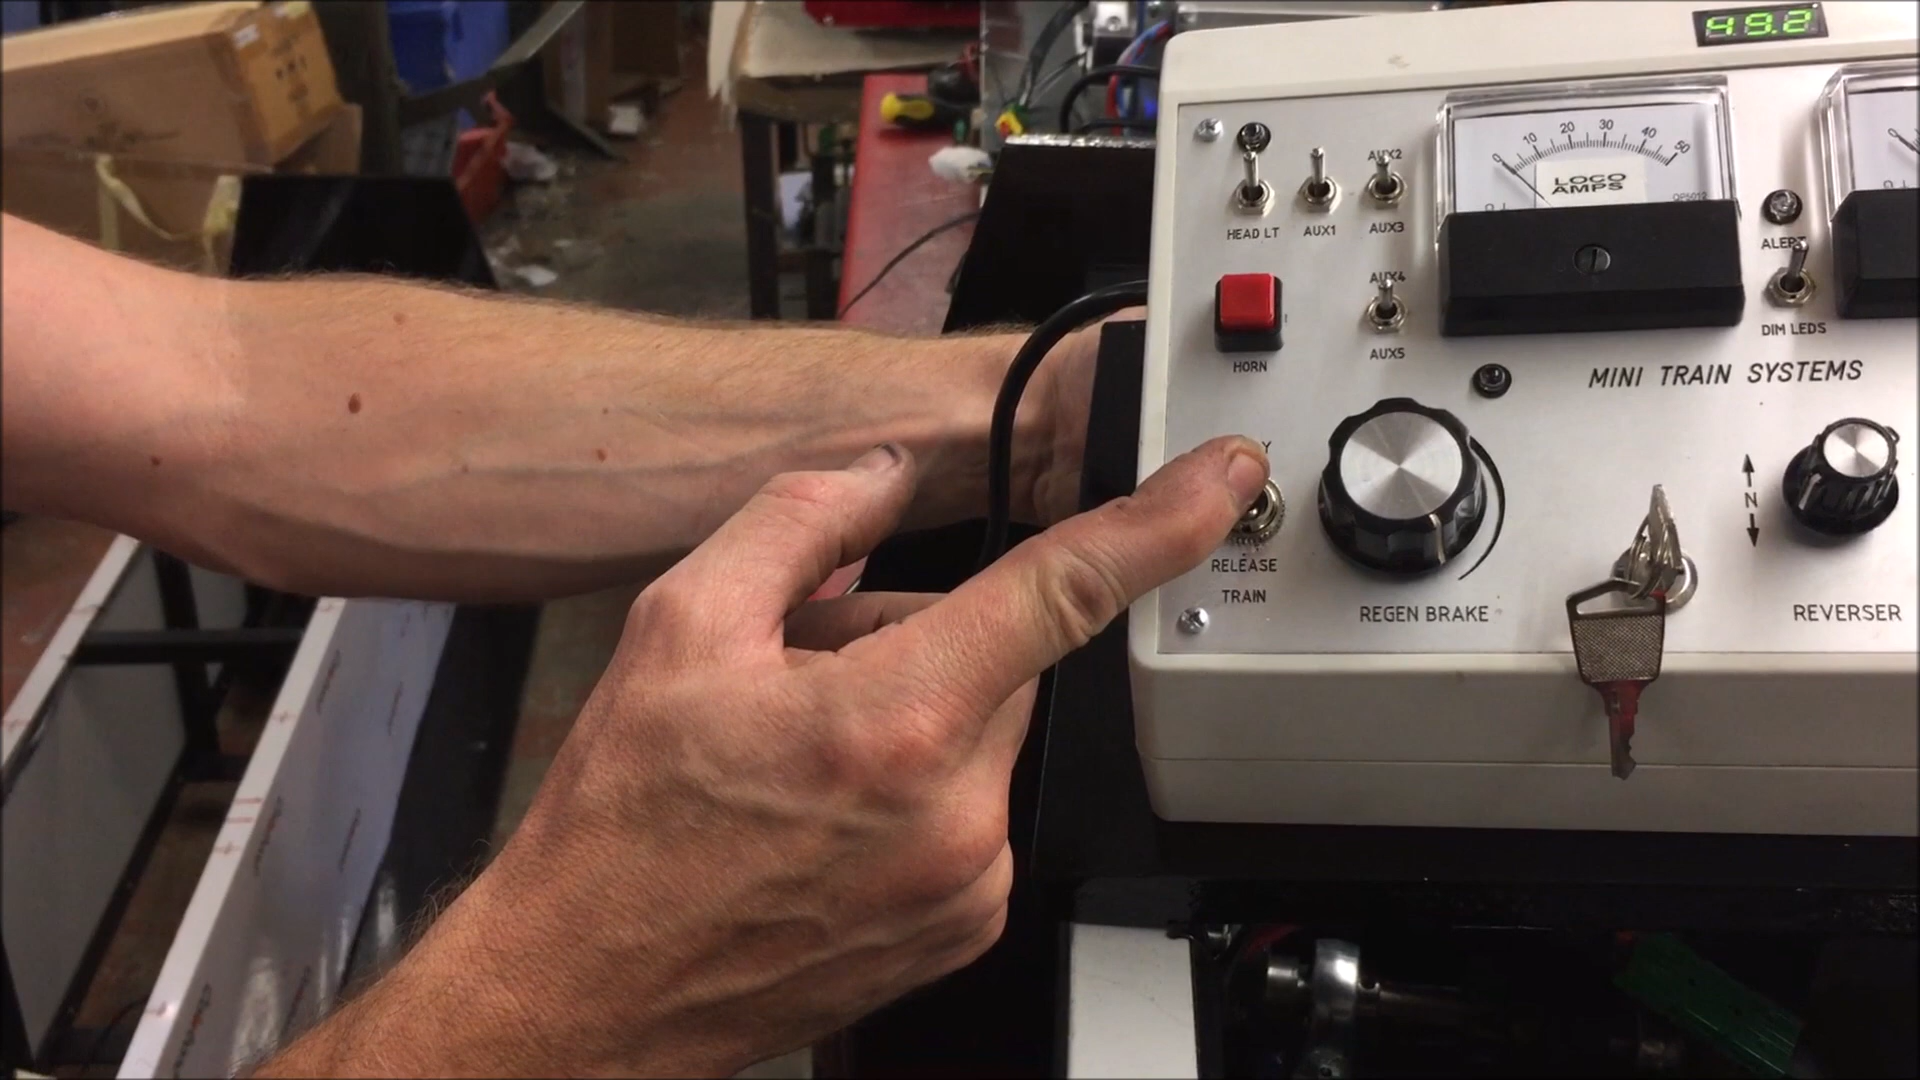 49.2
0 10 20 30 40 50
LOCO
AMPS
AUX2
HEAD LT
AUX1
AUX3
ALERT
0
AUX4
HORN
AUX5
DIM LEDS
MINI TRAIN SYSTEMS
N
RELEASE
TRAIN
REGEN BRAKE
REVERSER